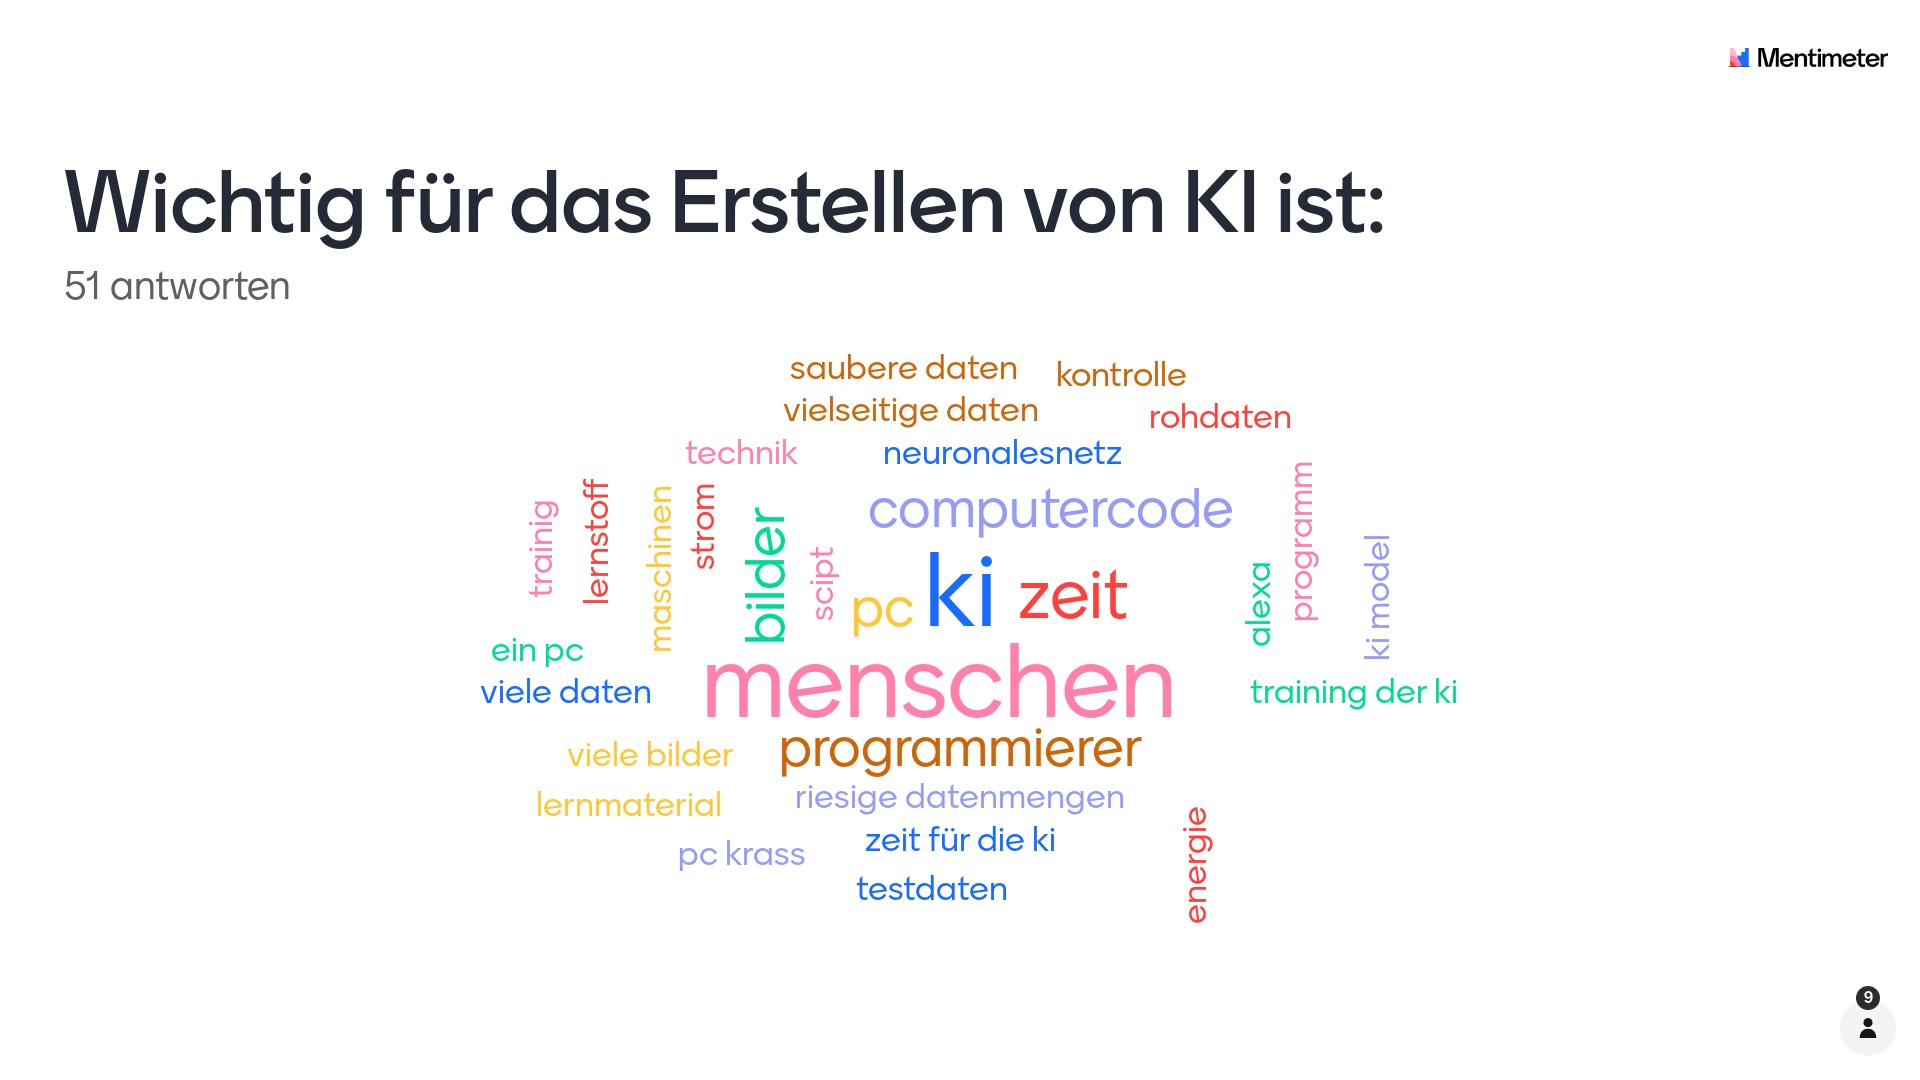 Mentimeter
Wichtig für das Erstellen von KI ist:
51 antworten
saubere daten
kontrolle
vielseitige daten
rohdaten
technik
neuronalesnetz
trainig
lernstoff
maschinen
strom
bilder
scipt
computercode
pc
ki
zeit
alexa
programm
ki model
ein pc
viele daten
menschen
training der ki
viele bilder
programmierer
lernmaterial
riesige datenmengen
zeit für die ki
pc krass
testdaten
energie
9